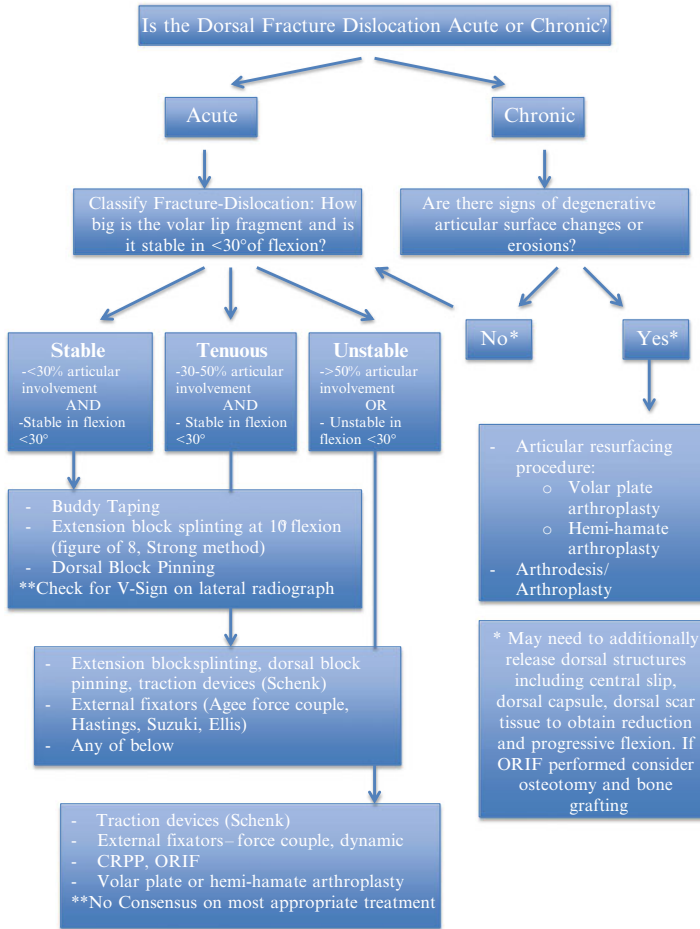 Is the Dorsal Fracture Dislocation Acute or Chronic?
Acute
Chronic
Classify Fracture-Dislocation: How
big is the volar lip fragment and is
it stable in <30°of flexion?
Are there signs of degenerative
articular surface changes or
erosions?
No*
Yes*
Stable
-<30% articular
involvement
AND
-Stable in flexion
<30°
Tenuous
-30-50% articular
involvement
AND
- Stable in flexion
<30°
Unstable
->50% articular
involvement
OR
- Unstable in
flexion <30°
- Articular resurfacing
procedure:
o Volar plate
arthroplasty
o Hemi-hamate
arthroplasty
- Arthrodesis/
Arthroplasty
- Buddy Taping
- Extension block splinting at 10° flexion
(figure of 8, Strong method)
- Dorsal Block Pinning
**Check for V-Sign on lateral radiograph
- Extension blocksplinting, dorsal block
pinning, traction devices (Schenk)
- External fixators (Agee force couple,
Hastings, Suzuki, Ellis)
- Any of below
* May need to additionally
release dorsal structures
including central slip,
dorsal capsule, dorsal scar
tissue to obtain reduction
and progressive flexion. If
ORIF performed consider
osteotomy and bone
grafting
- Traction devices (Schenk)
- External fixators–force couple, dynamic
- CRPP, ORIF
- Volar plate or hemi-hamate arthroplasty
**No Consensus on most appropriate treatment